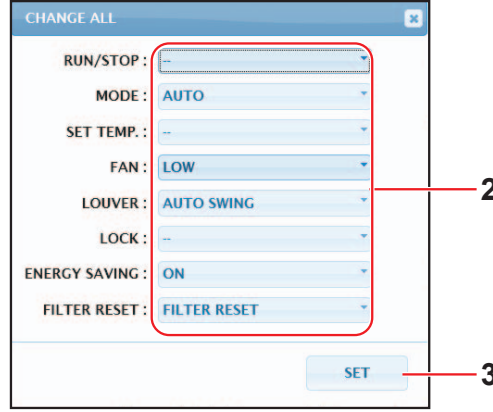 CHANGE ALL
RUN/STOP : --
MODE : AUTO
SET TEMP. : --
FAN : LOW
LOUVER : AUTO SWING
2
LOCK : --
ENERGY SAVING : ON
FILTER RESET : FILTER RESET
SET
3